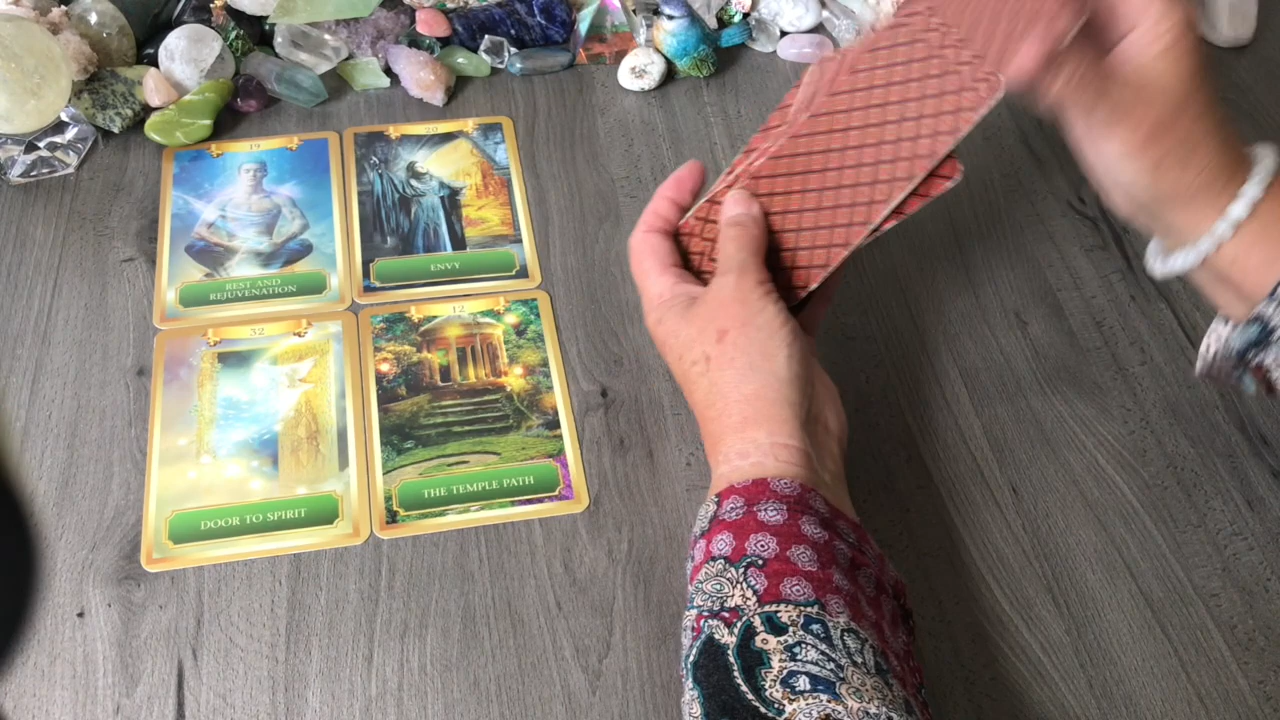 19
REST AND
REJUVENATION
20
ENVY
32
DOOR TO SPIRIT
12
THE TEMPLE PATH